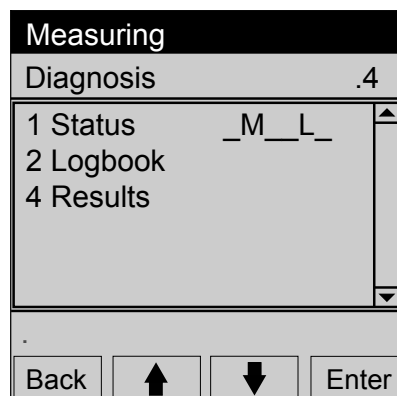 Measuring
Diagnosis .4
1 Status _M__L_
2 Logbook
4 Results
.
Back Enter